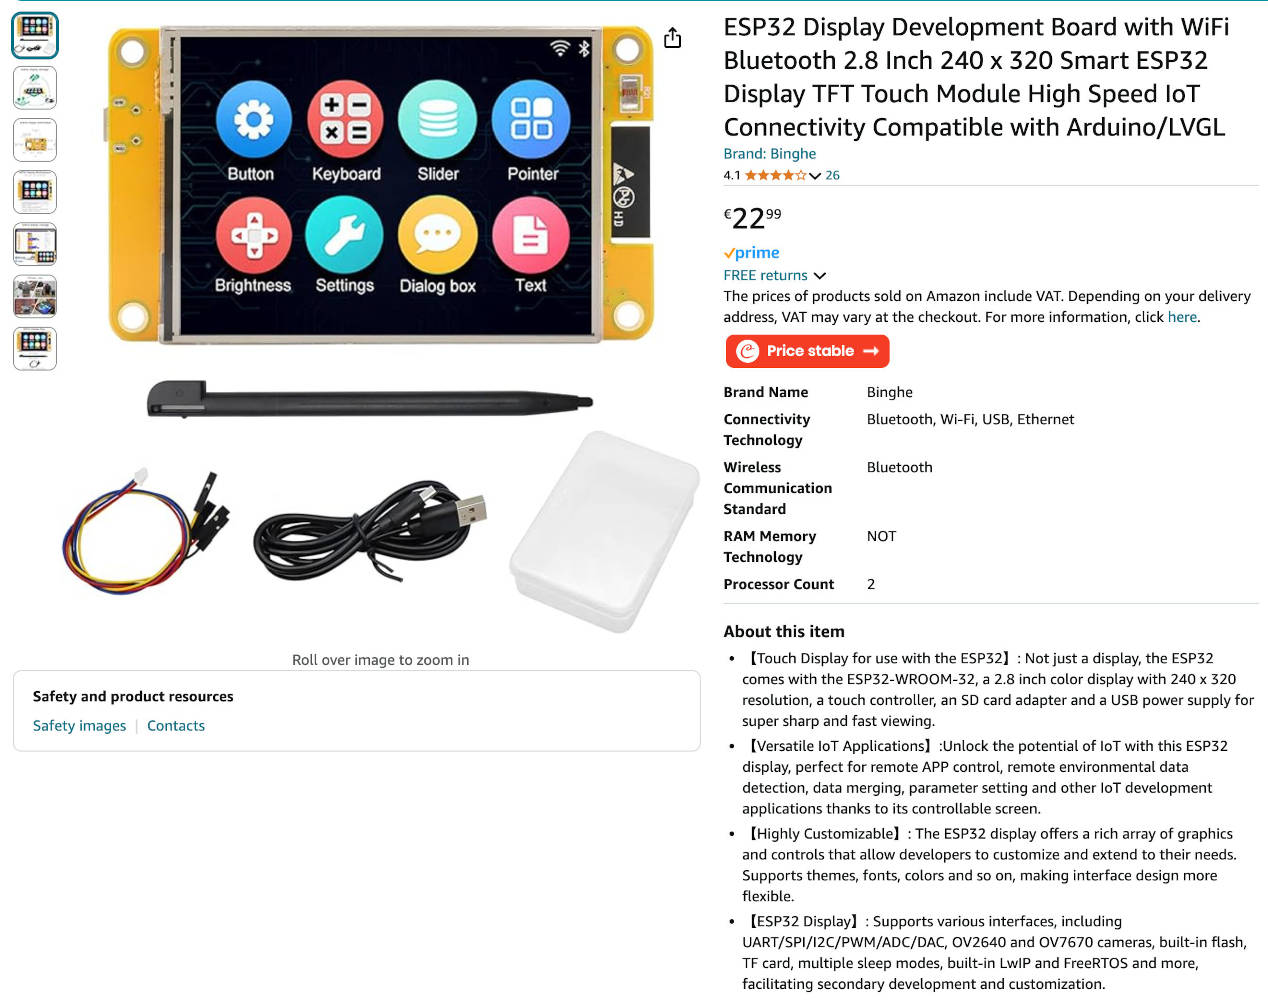 Button
Keyboard
Slider
Pointer
Brightness
Settings
Dialog box
Text
Roll over image to zoom in
Safety and product resources
Safety images | Contacts
ESP32 Display Development Board with WiFi
Bluetooth 2.8 Inch 240 x 320 Smart ESP32
Display TFT Touch Module High Speed IoT
Connectivity Compatible with Arduino/LVGL
Brand: Binghe
4.1 26
€22 99
prime
FREE returns
The prices of products sold on Amazon include VAT. Depending on your delivery
address, VAT may vary at the checkout. For more information, click here.
Price stable
Brand Name Binghe
Connectivity Bluetooth, Wi-Fi, USB, Ethernet
Technology
Wireless Bluetooth
Communication
Standard
RAM Memory NOT
Technology
Processor Count 2
About this item
• 【Touch Display for use with the ESP32】: Not just a display, the ESP32
comes with the ESP32-WROOM-32, a 2.8 inch color display with 240 x 320
resolution, a touch controller, an SD card adapter and a USB power supply for
super sharp and fast viewing.
• 【Versatile IoT Applications】:Unlock the potential of IoT with this ESP32
display, perfect for remote APP control, remote environmental data
detection, data merging, parameter setting and other IoT development
applications thanks to its controllable screen.
• 【Highly Customizable】: The ESP32 display offers a rich array of graphics
and controls that allow developers to customize and extend to their needs.
Supports themes, fonts, colors and so on, making interface design more
flexible.
• 【ESP32 Display】: Supports various interfaces, including
UART/SPI/I2C/PWM/ADC/DAC, OV2640 and OV7670 cameras, built-in flash,
TF card, multiple sleep modes, built-in LwIP and FreeRTOS and more,
facilitating secondary development and customization.